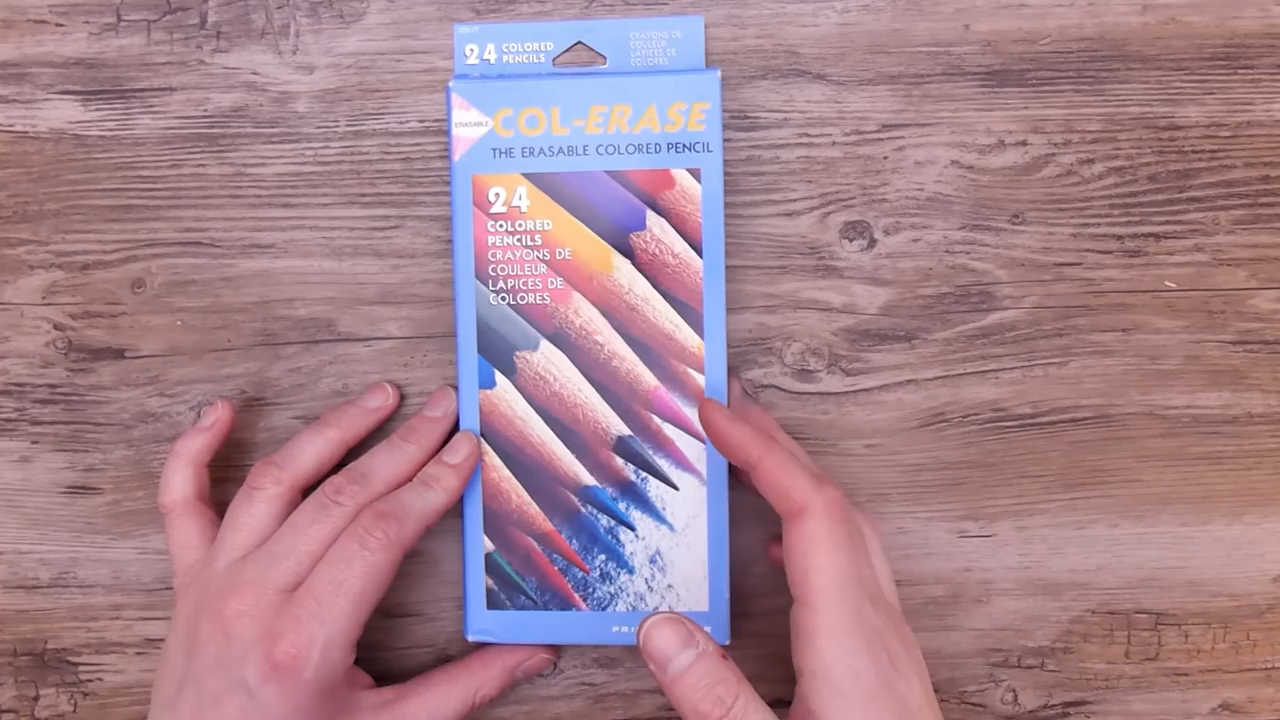 24 COLORED
PENCILS
CRAYONS DE
COULEUR
LÁPICES DE
COLORES
ERASABLE
COL-ERASE
THE ERASABLE COLORED PENCIL
24
COLORED
PENCILS
CRAYONS DE
COULEUR
LÁPICES DE
COLORES